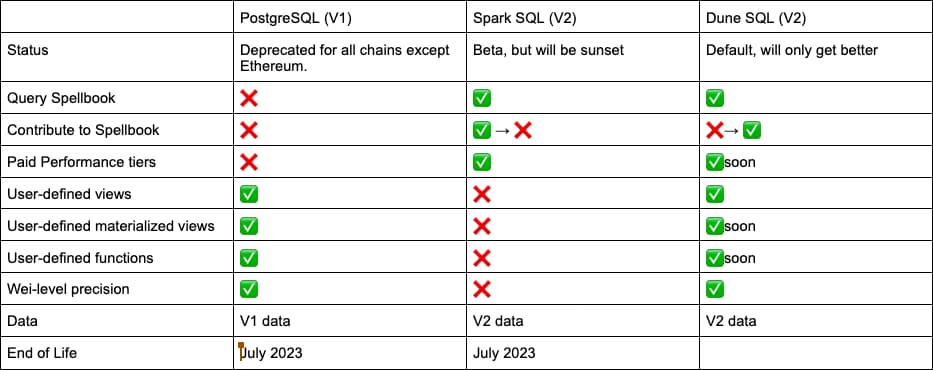 PostgreSQL (V1) Spark SQL (V2) Dune SQL (V2)
Status Deprecated for all chains except Beta, but will be sunset Default, will only get better
Ethereum.
Query Spellbook ❌ ✅ ✅
Contribute to Spellbook ❌ ✅ → ❌ ❌→ ✅
Paid Performance tiers ❌ ✅ ✅soon
User-defined views ✅ ❌ ✅
User-defined materialized views ✅ ❌ ✅soon
User-defined functions ✅ ❌ ✅soon
Wei-level precision ✅ ❌ ✅
Data V1 data V2 data V2 data
End of Life July 2023 July 2023